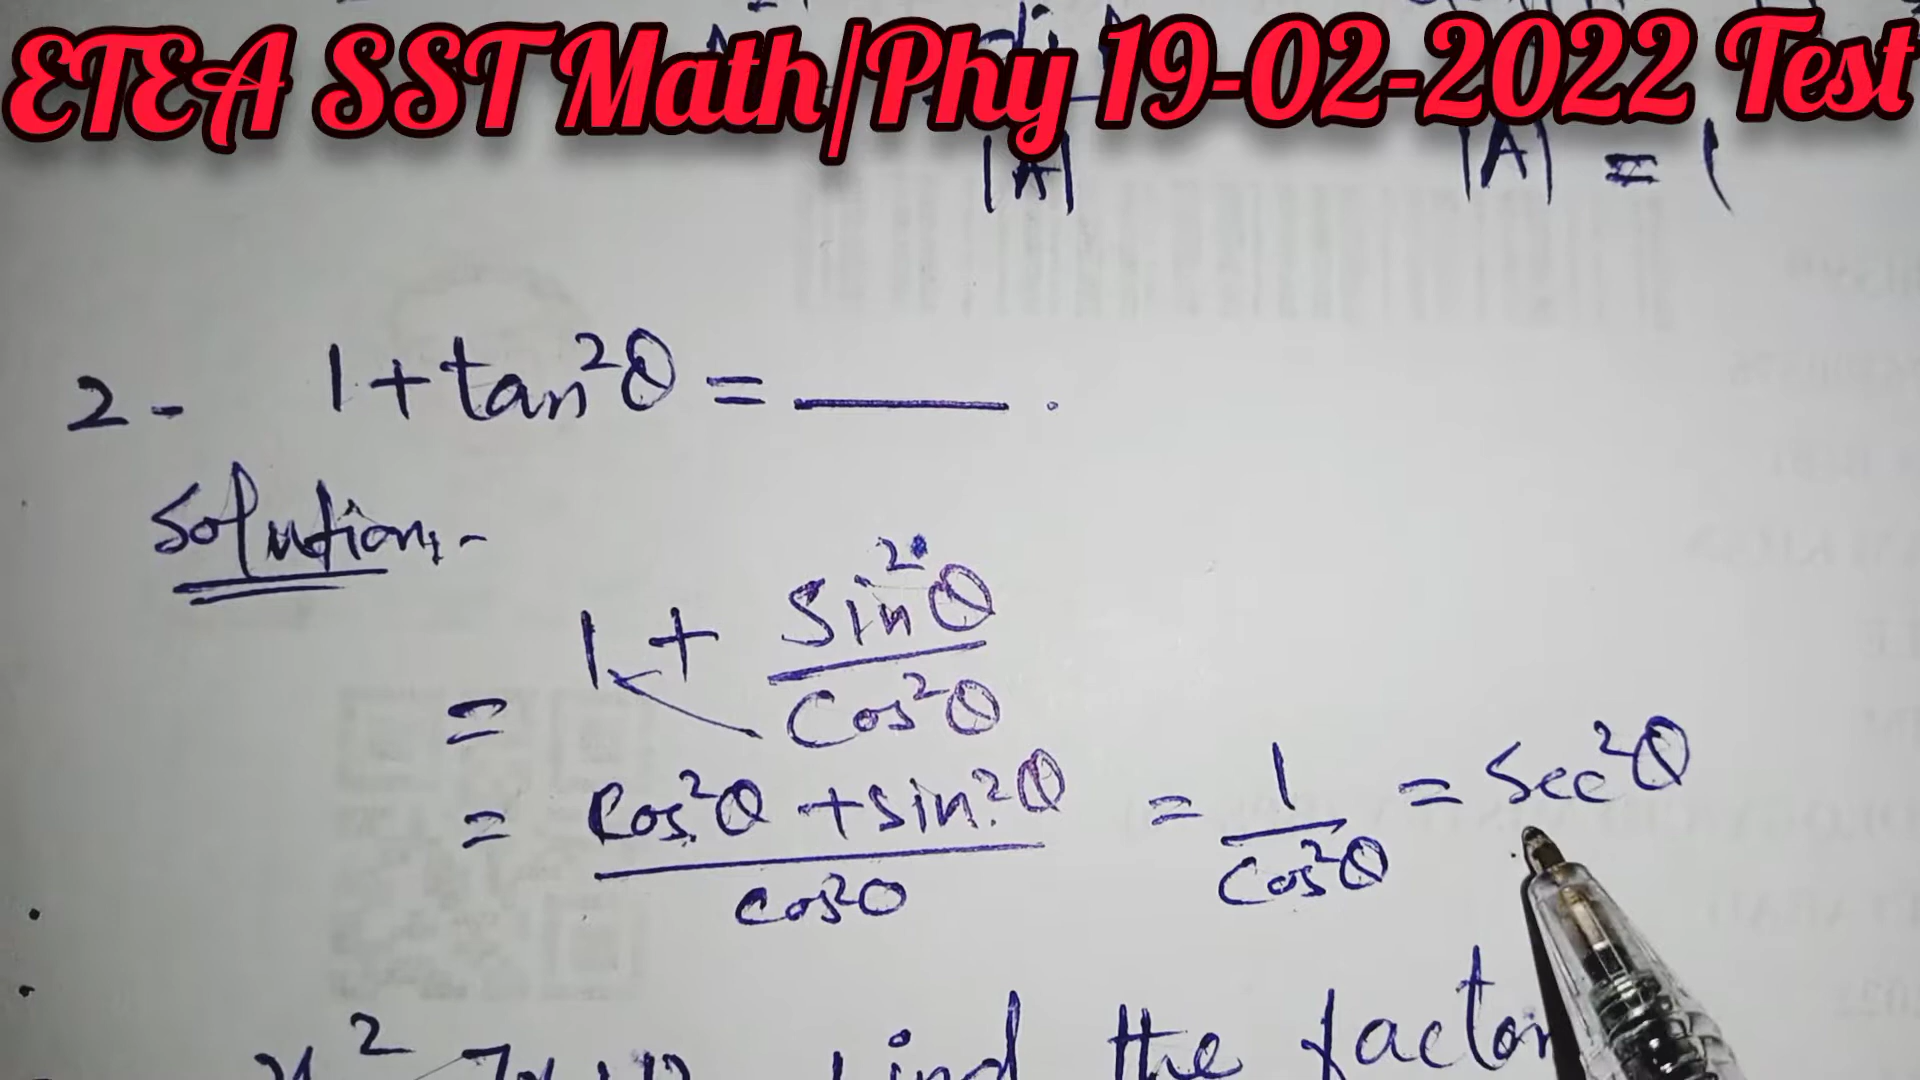 ETEA SST Math/Phy 19-02-2022 Test
|A| |A| = 1
2- 1 + tan²θ = ____ .
Solution:-
= 1 + sin²θ / cos²θ
= cos²θ + sin²θ / cos²θ = 1 / cos²θ = sec²θ
find the factor